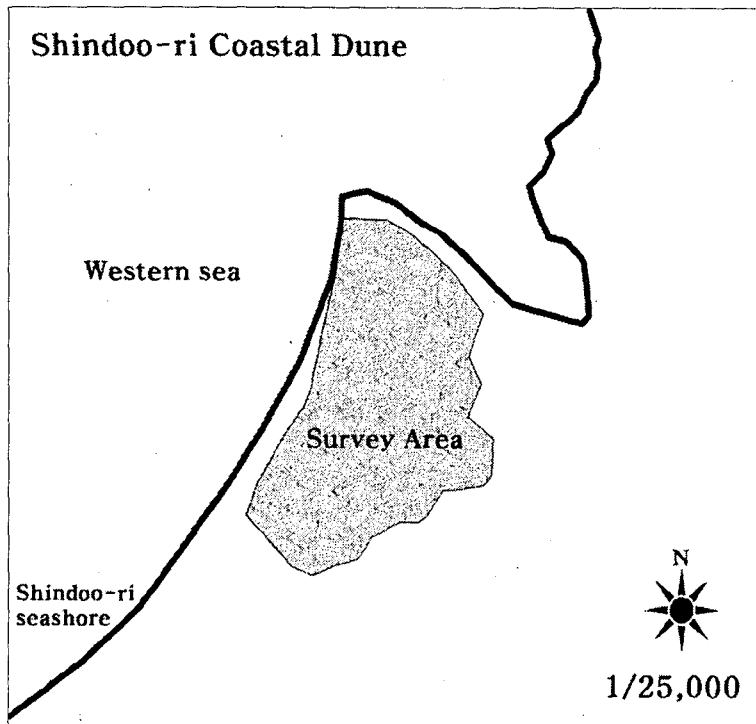 Shindoo-ri Coastal Dune
Western sea
Survey Area
Shindoo-ri
seashore
N
1/25,000